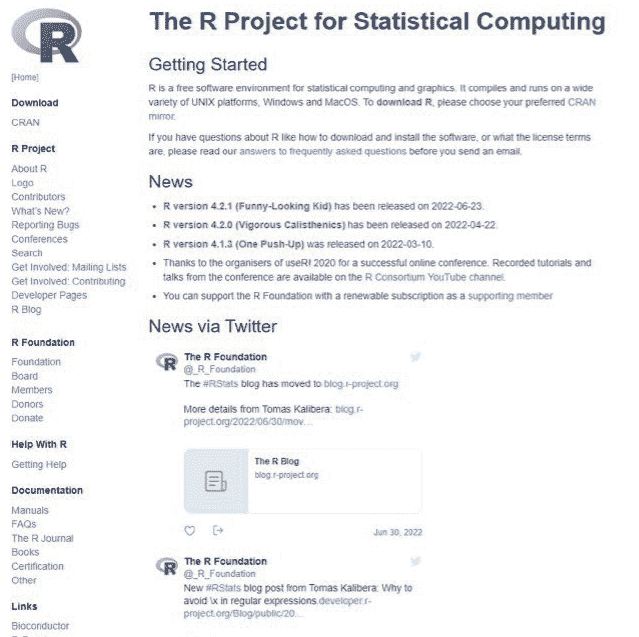 R
[Home]
Download
CRAN
R Project
About R
Logo
Contributors
What's New?
Reporting Bugs
Conferences
Search
Get Involved: Mailing Lists
Get Involved: Contributing
Developer Pages
R Blog
R Foundation
Foundation
Board
Members
Donors
Donate
Help With R
Getting Help
Documentation
Manuals
FAQs
The R Journal
Books
Certification
Other
Links
Bioconductor
The R Project for Statistical Computing
Getting Started
R is a free software environment for statistical computing and graphics. It compiles and runs on a wide
variety of UNIX platforms, Windows and MacOS. To download R, please choose your preferred CRAN
mirror.
If you have questions about R like how to download and install the software, or what the license terms
are, please read our answers to frequently asked questions before you send an email.
News
• R version 4.2.1 (Funny-Looking Kid) has been released on 2022-06-23.
• R version 4.2.0 (Vigorous Calisthenics) has been released on 2022-04-22.
• R version 4.1.3 (One Push-Up) was released on 2022-03-10.
• Thanks to the organisers of useR! 2020 for a successful online conference. Recorded tutorials and
talks from the conference are available on the R Consortium YouTube channel.
• You can support the R Foundation with a renewable subscription as a supporting member
News via Twitter
R
The R Foundation
@_R_Foundation
The #RStats blog has moved to blog.r-project.org
More details from Tomas Kalibera: blog.r-
project.org/2022/06/30/mov...
The R Blog
blog.r-project.org
Jun 30, 2022
R
The R Foundation
@_R_Foundation
New #RStats blog post from Tomas Kalibera: Why to
avoid \x in regular expressions.developer.r-
project.org/Blog/public/20...